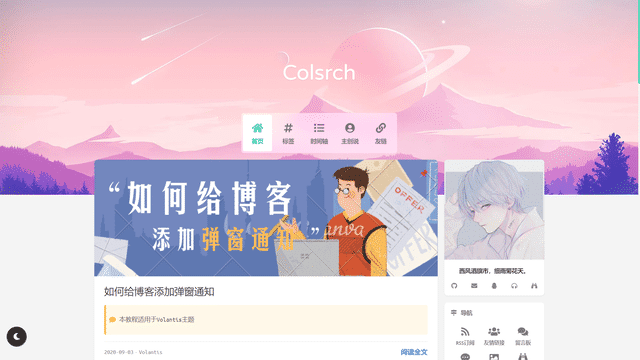 Colsrch
首页
标签
时间轴
主创说
友链
“如何给博客
添加弹窗通知”
OFFER
OFFER
anva
如何给博客添加弹窗通知
本教程适用于Volantis主题
2020-09-03 · Volantis
阅读全文
西风酒旗市，细雨菊花天。
导航
RSS订阅
友情链接
留言板